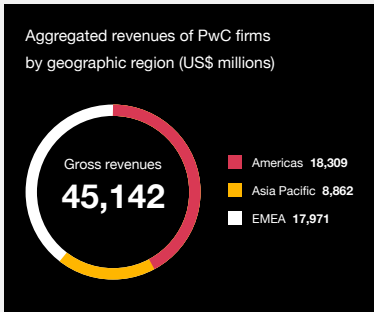 Aggregated revenues of PwC firms
by geographic region (US$ millions)
Gross revenues
45,142
Americas 18,309
Asia Pacific 8,862
EMEA 17,971